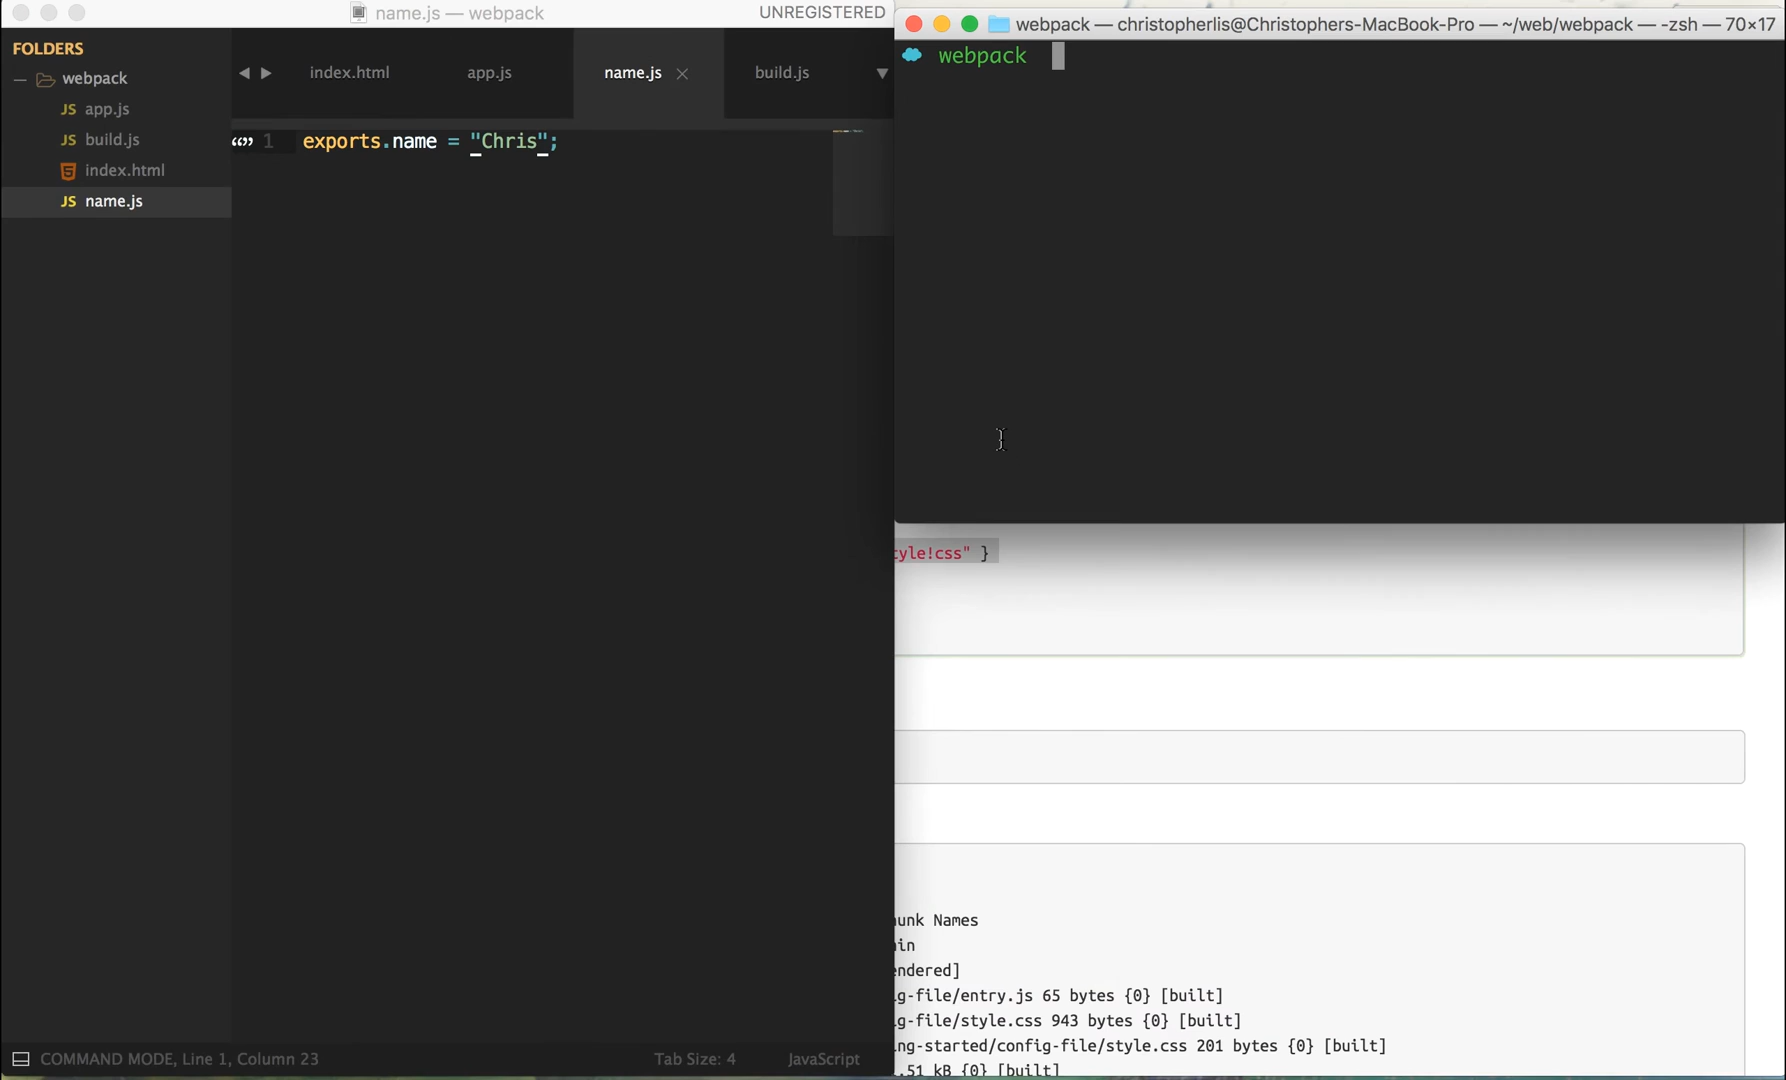 name.js — webpack
UNREGISTERED
FOLDERS
webpack
JS app.js
JS build.js
index.html
JS name.js
index.html
app.js
name.js
build.js
1 exports.name = "Chris";
COMMAND MODE, Line 1, Column 23
Tab Size: 4
JavaScript
webpack — christopherlis@Christophers-MacBook-Pro — ~/web/webpack — -zsh — 70×17
webpack
tyle!css" }
unk Names
in
endered]
g-file/entry.js 65 bytes {0} [built]
g-file/style.css 943 bytes {0} [built]
ng-started/config-file/style.css 201 bytes {0} [built]
.51 kB {0} [built]